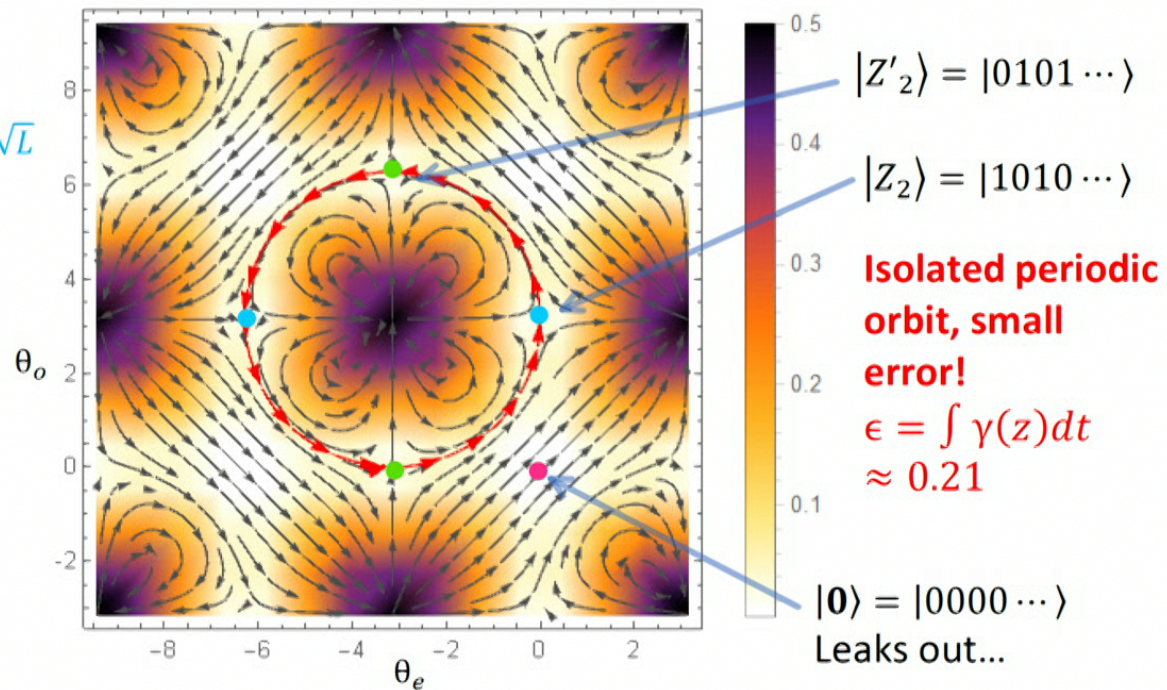 √L
θ_o
8
6
4
2
0
-2
-8
-6
-4
-2
0
2
θ_e
0.5
0.4
0.3
0.2
0.1
|Z'₂⟩ = |0101 ⋯⟩
|Z₂⟩ = |1010 ⋯⟩
Isolated periodic
orbit, small
error!
ϵ = ∫ γ(z)dt
≈ 0.21
|𝟎⟩ = |0000 ⋯⟩
Leaks out...